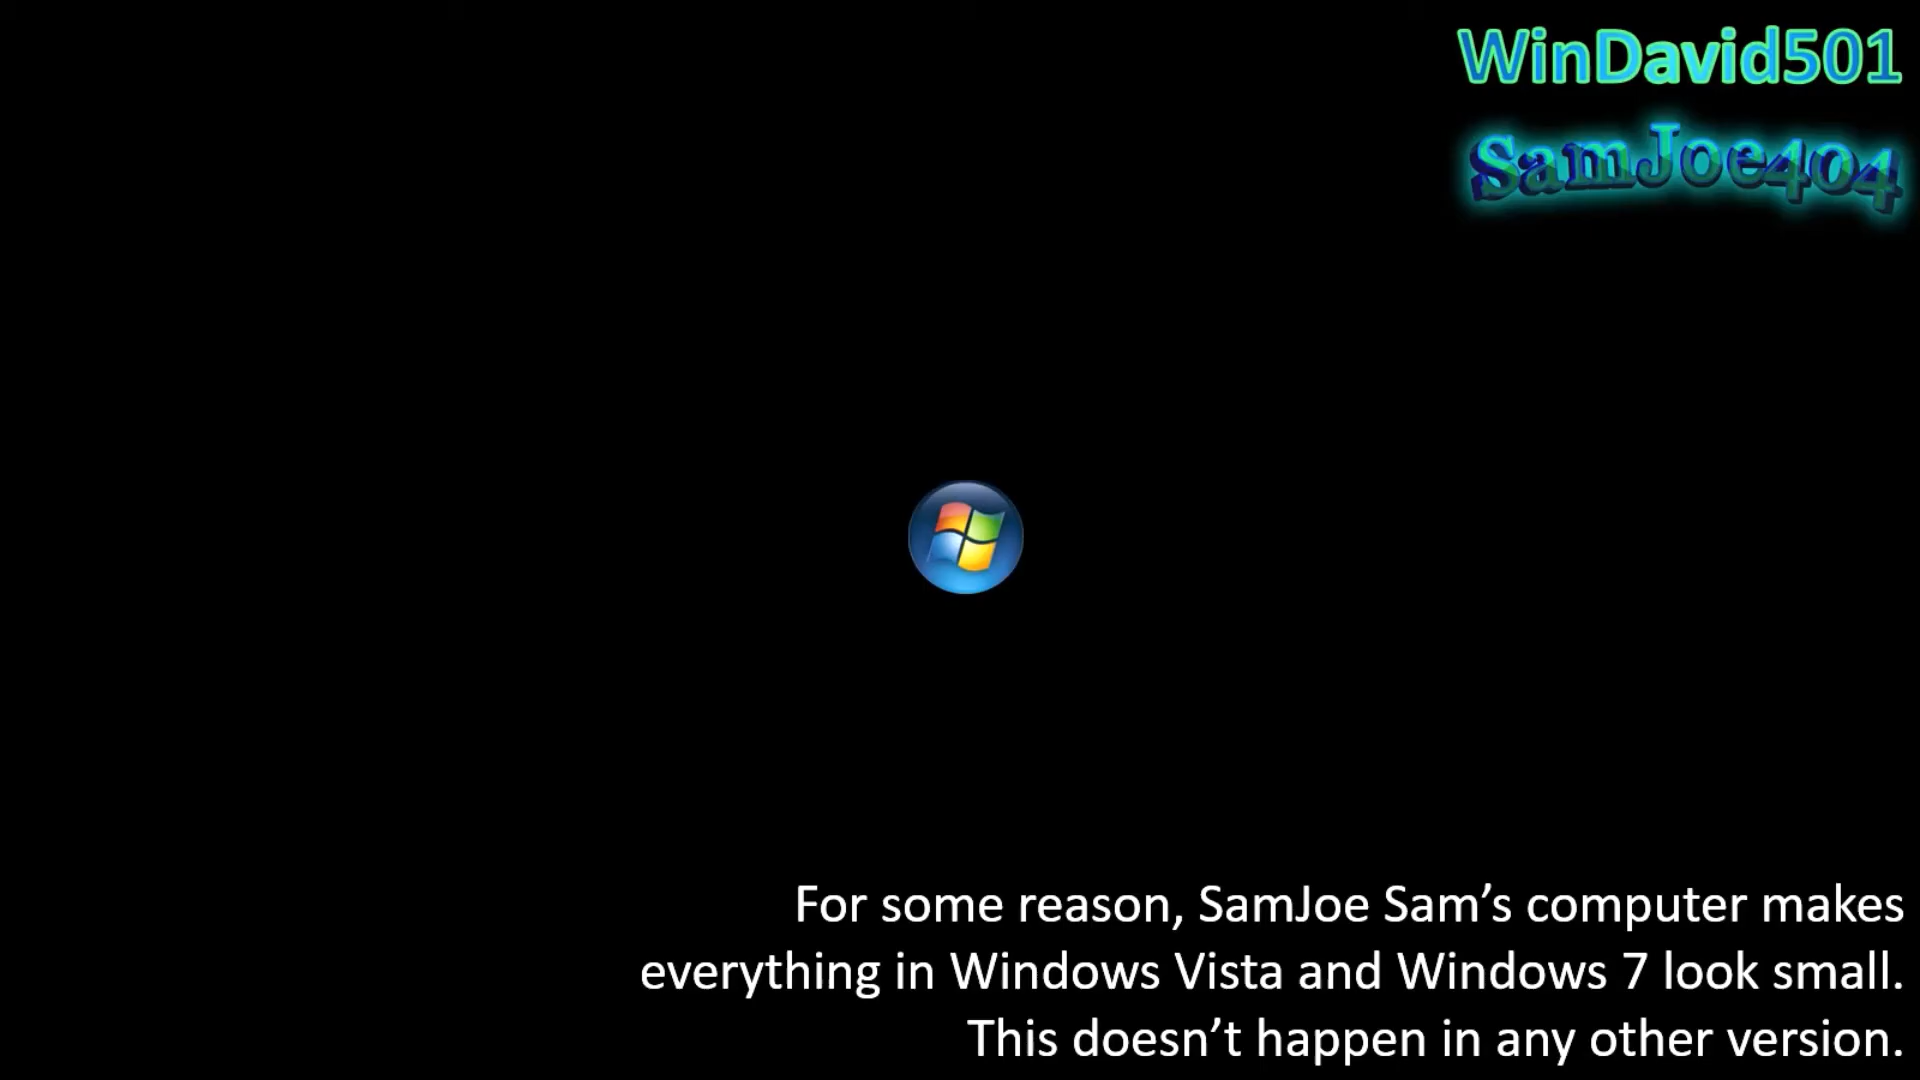 WinDavid501
SamJoe404
For some reason, SamJoe Sam’s computer makes
everything in Windows Vista and Windows 7 look small.
This doesn’t happen in any other version.